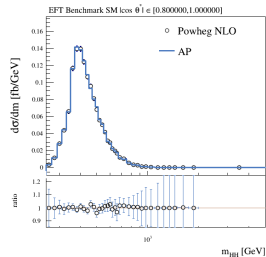 EFT Benchmark SM |cos θ*| ∈ [0.800000,1.000000]
dσ/dm [fb/GeV]
0.16
0.14
0.12
0.1
0.08
0.06
0.04
0.02
0
Powheg NLO
AP
ratio
1.2
1.1
1
0.9
10³
m_HH [GeV]